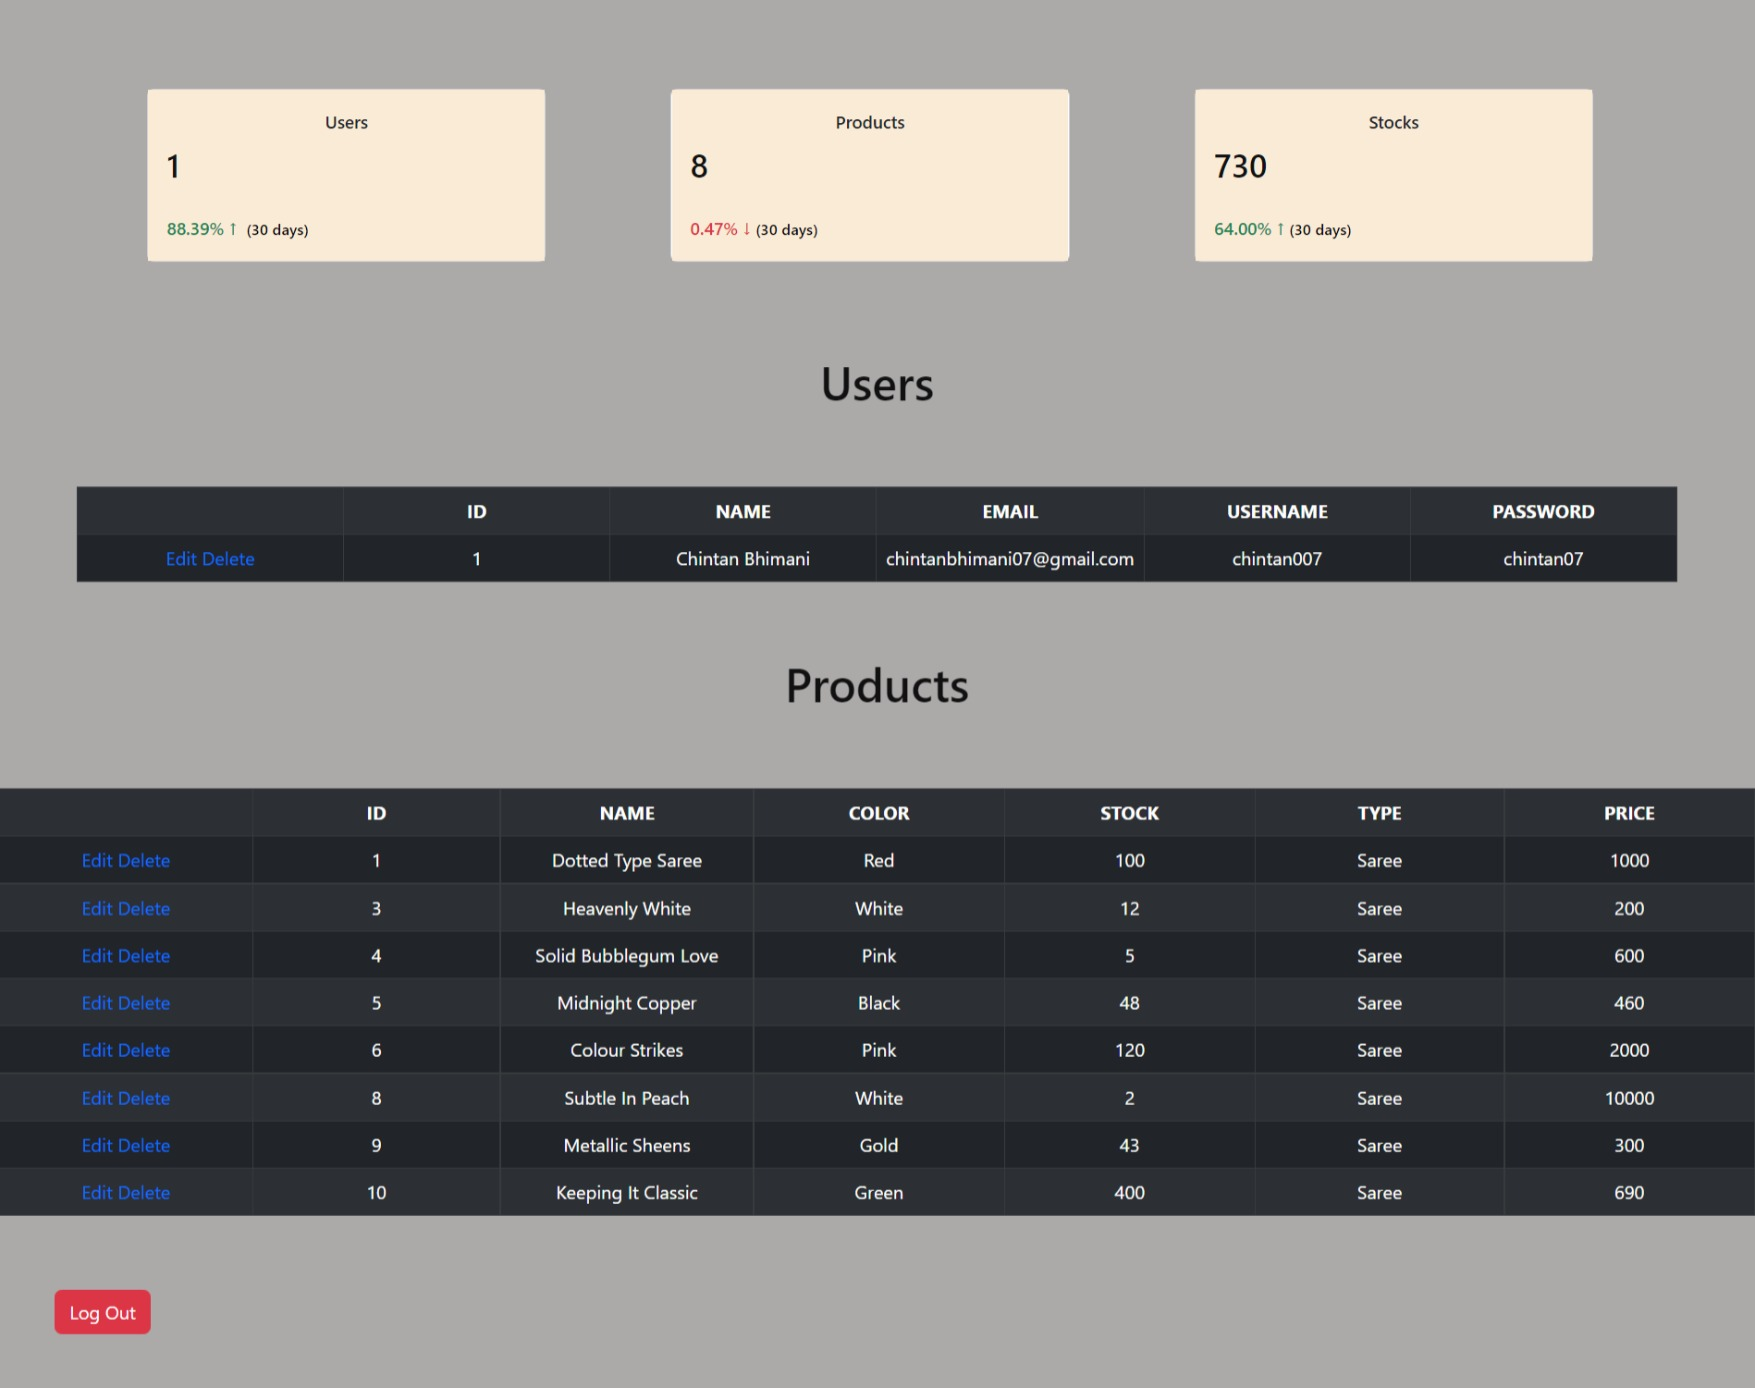 Users Products Stocks
1 8 730
88.39% ↑ (30 days) 0.47% ↓ (30 days) 64.00% ↑ (30 days)
Users
ID NAME EMAIL USERNAME PASSWORD
Edit Delete 1 Chintan Bhimani chintanbhimani07@gmail.com chintan007 chintan07
Products
ID NAME COLOR STOCK TYPE PRICE
Edit Delete 1 Dotted Type Saree Red 100 Saree 1000
Edit Delete 3 Heavenly White White 12 Saree 200
Edit Delete 4 Solid Bubblegum Love Pink 5 Saree 600
Edit Delete 5 Midnight Copper Black 48 Saree 460
Edit Delete 6 Colour Strikes Pink 120 Saree 2000
Edit Delete 8 Subtle In Peach White 2 Saree 10000
Edit Delete 9 Metallic Sheens Gold 43 Saree 300
Edit Delete 10 Keeping It Classic Green 400 Saree 690
Log Out